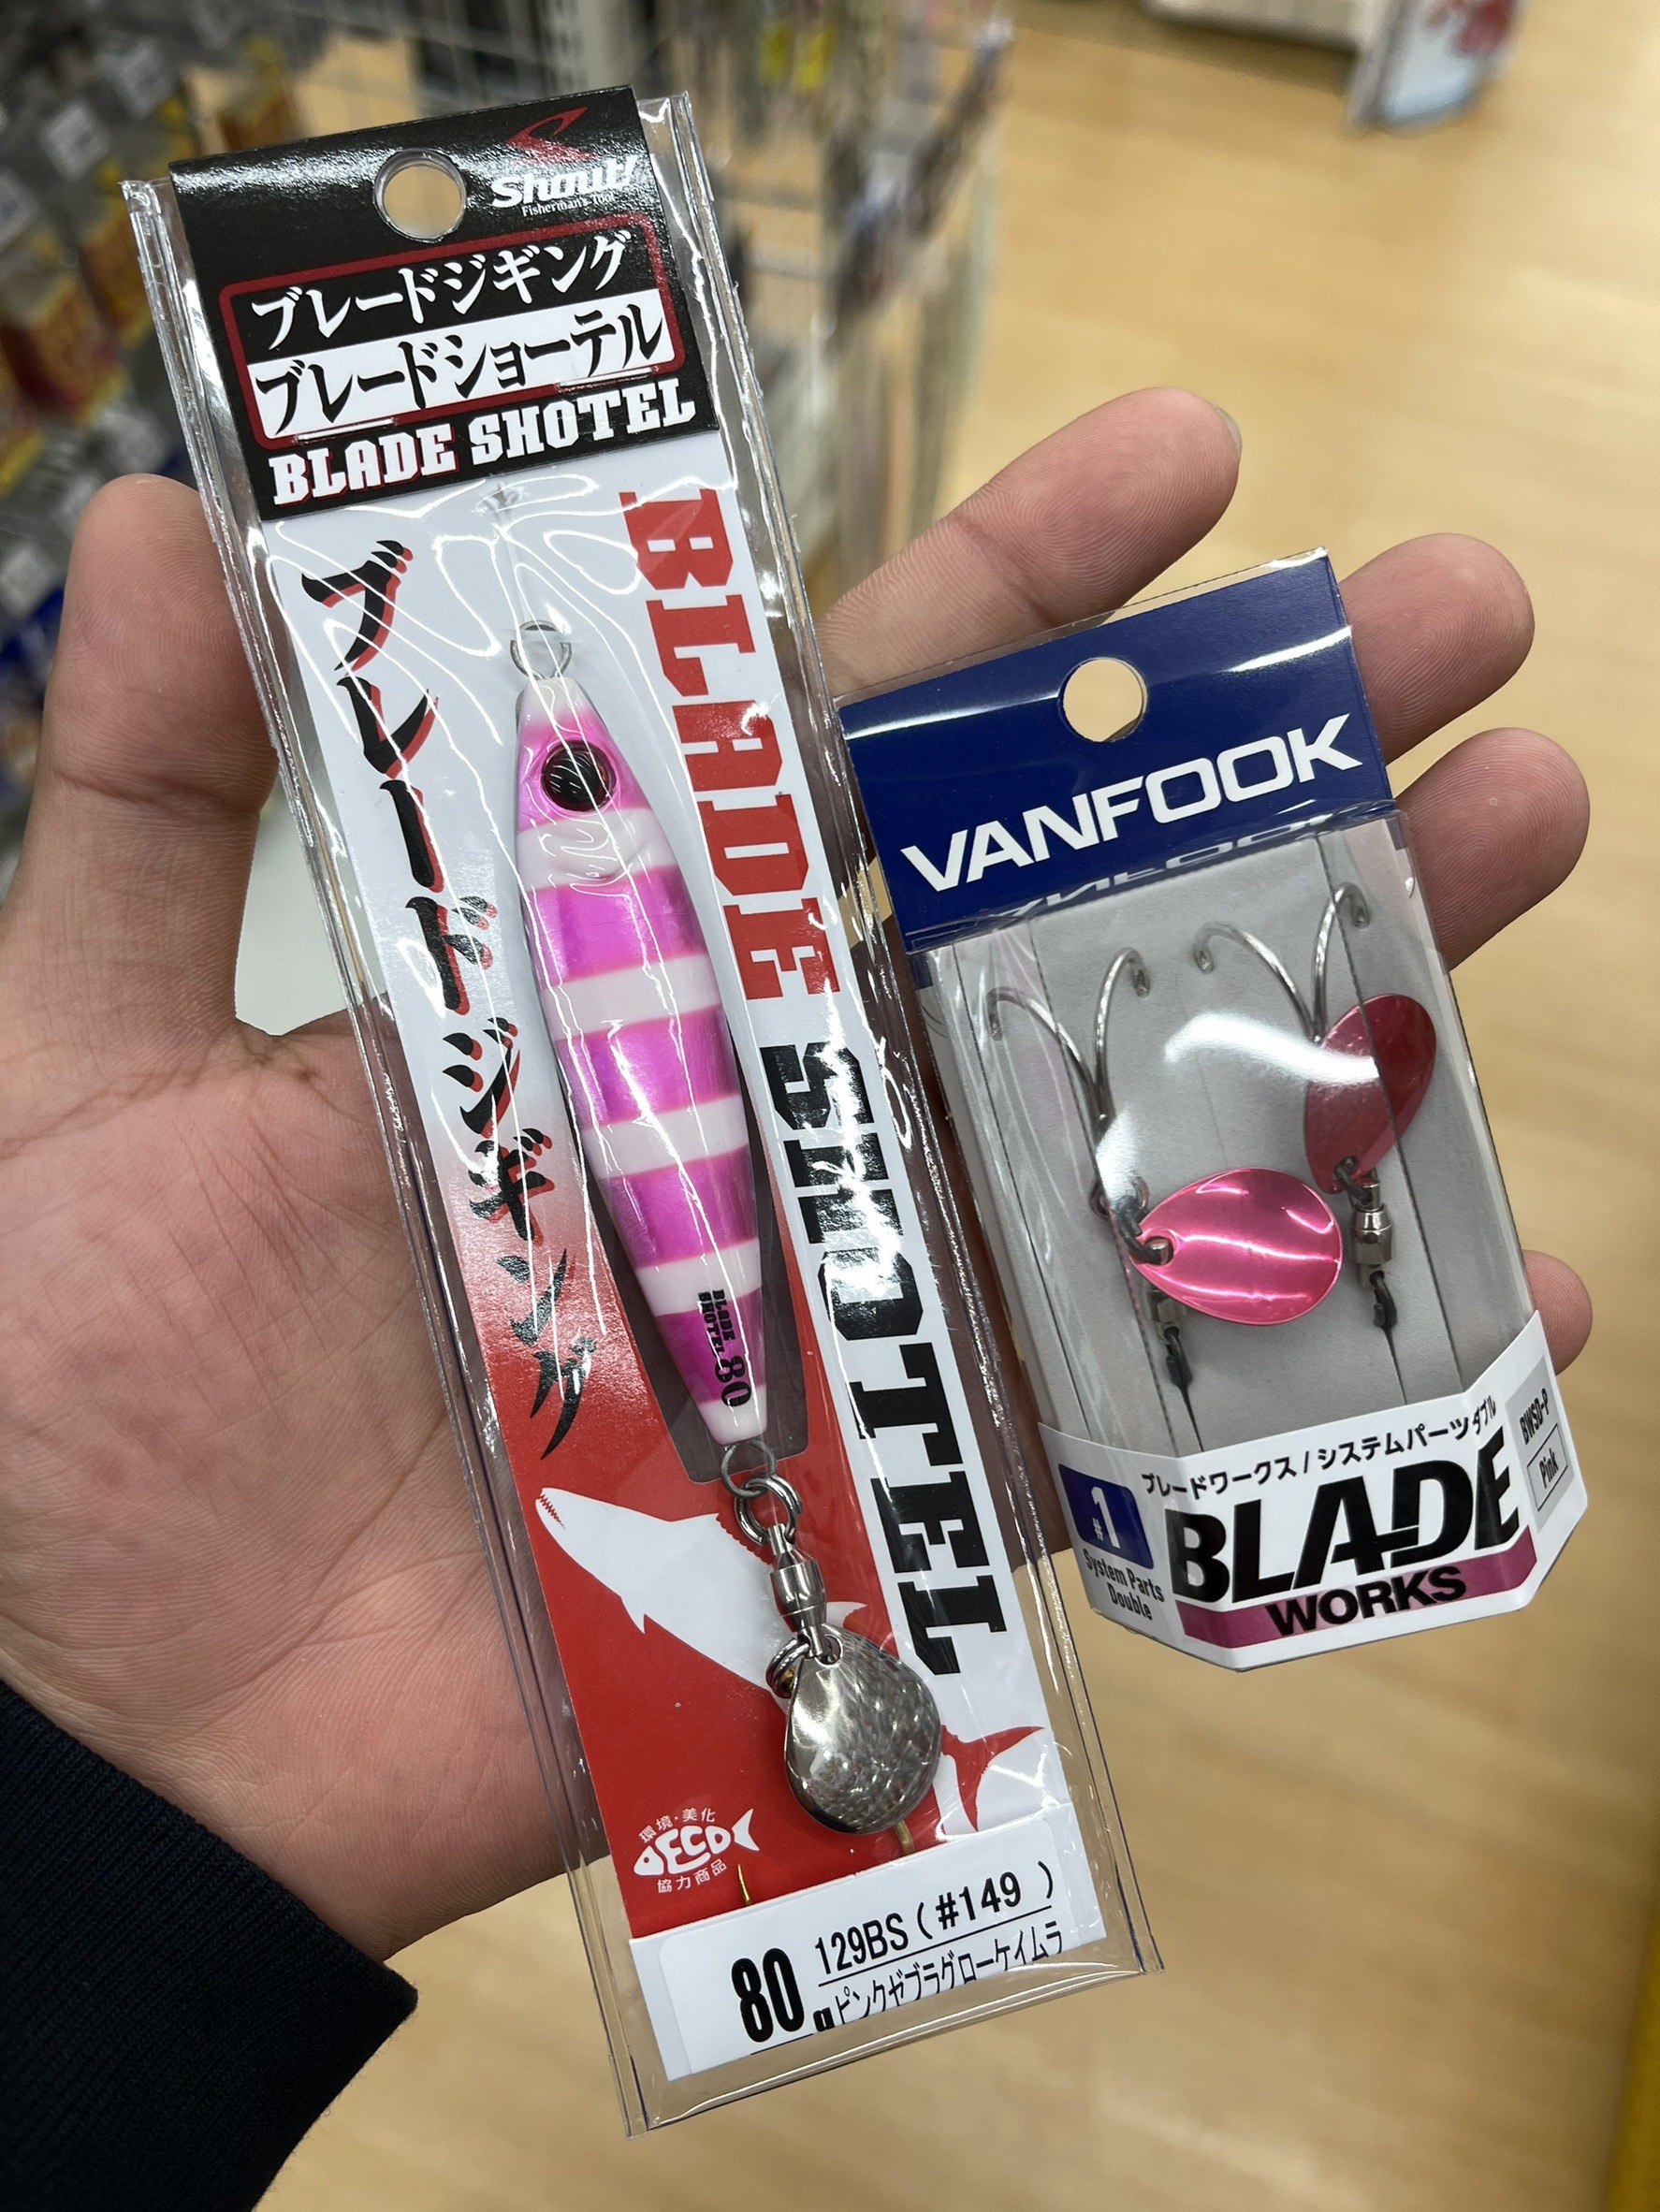 Shout!
Fisherman's Tool
ブレードジギング
ブレードショーテル
BLADE SHOTEL
ブレードジギング
BLADE SHOTEL
BLADE
SHOTEL 80
環境・美化
DECO
協力商品
80g
129BS(#149 )
ピンクゼブラグローケイムラ
VANFOOK
ブレードワークス/システムパーツダブル
BLADE
WORKS
#1
System Parts
Double
BWSD-P
Pink